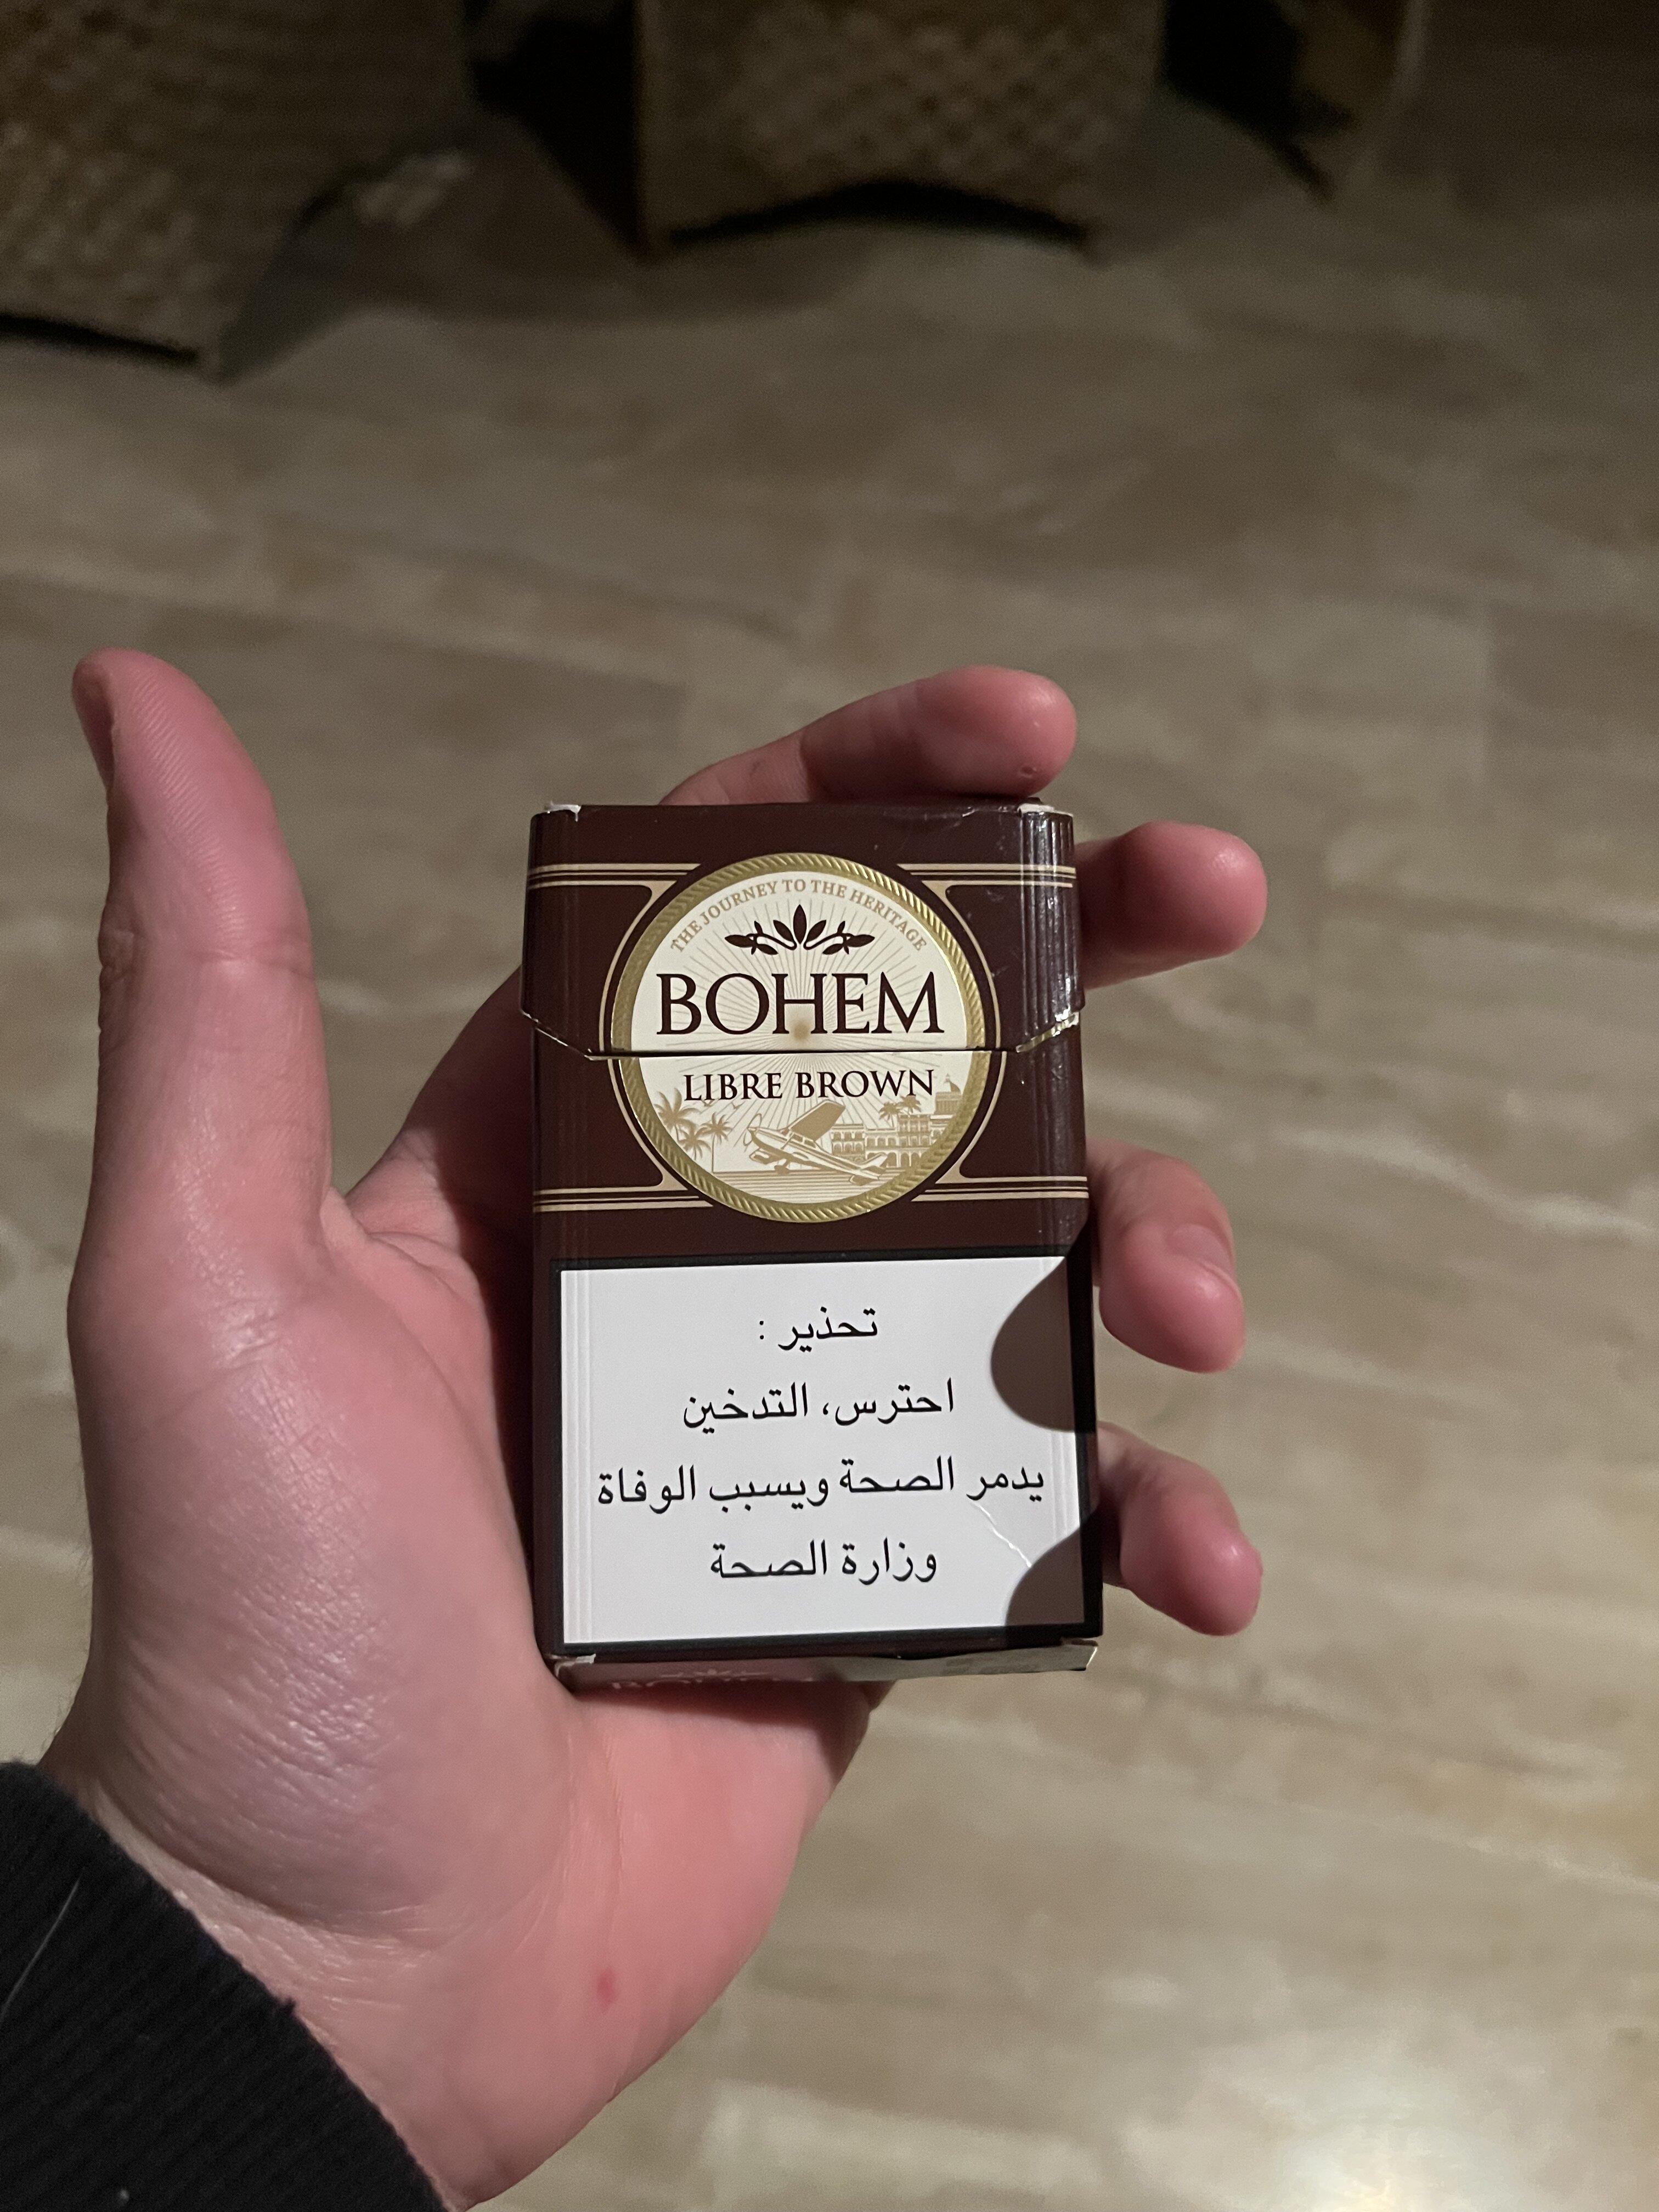 THE JOURNEY TO THE HERITAGE
BOHEM
LIBRE BROWN
تحذير :
احترس، التدخين
يدمر الصحة ويسبب الوفاة
وزارة الصحة